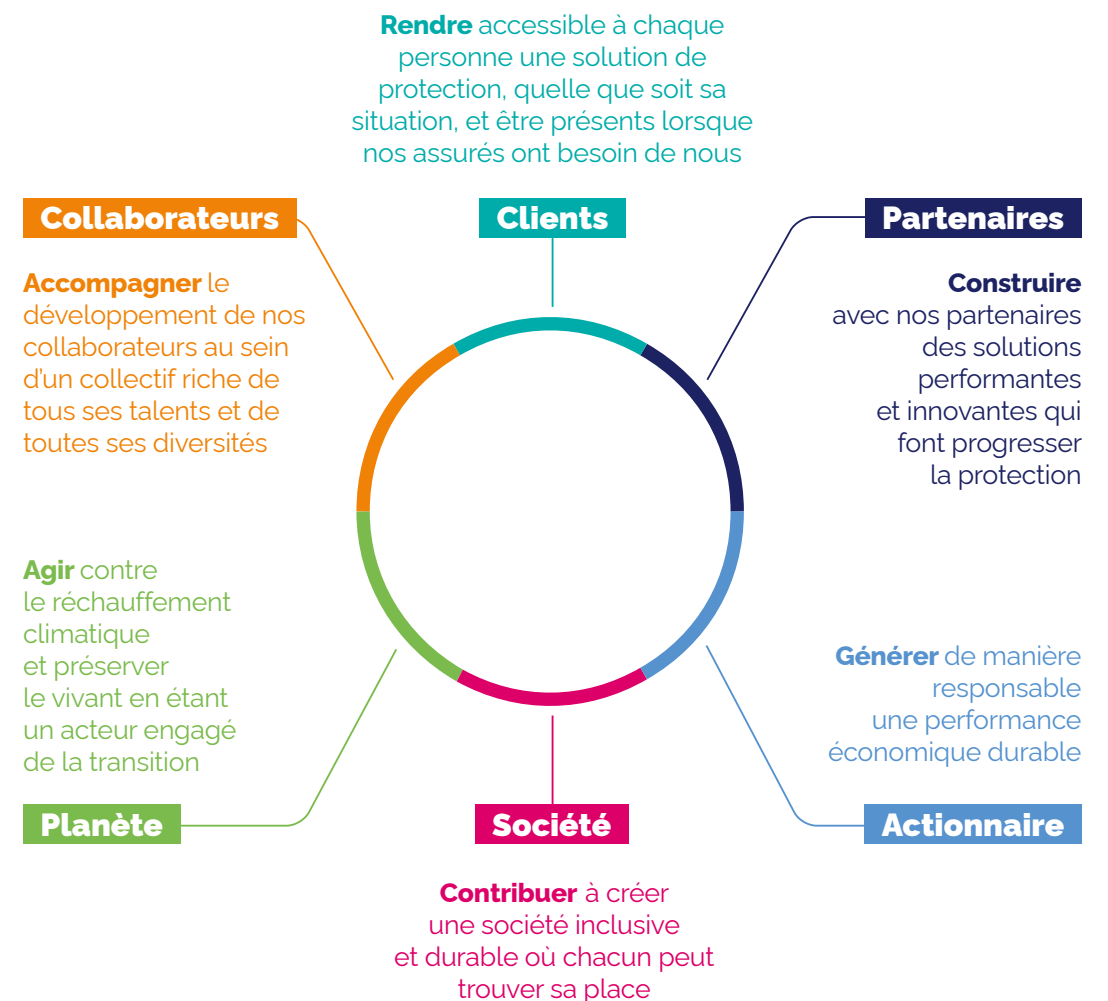 Rendre accessible à chaque
personne une solution de
protection, quelle que soit sa
situation, et être présents lorsque
nos assurés ont besoin de nous
Collaborateurs
Accompagner le
développement de nos
collaborateurs au sein
d'un collectif riche de
tous ses talents et de
toutes ses diversités
Clients
Partenaires
Construire
avec nos partenaires
des solutions
performantes
et innovantes qui
font progresser
la protection
Agir contre
le réchauffement
climatique
et préserver
le vivant en étant
un acteur engagé
de la transition
Planète
Générer de manière
responsable
une performance
économique durable
Actionnaire
Société
Contribuer à créer
une société inclusive
et durable où chacun peut
trouver sa place